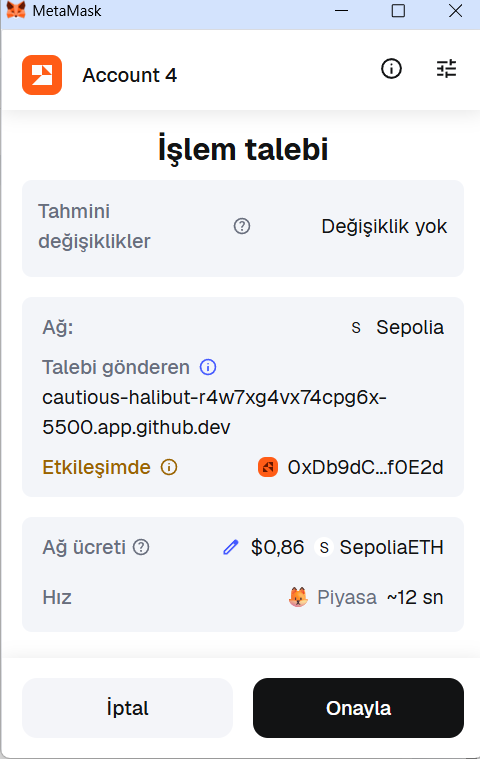 MetaMask
Account 4
İşlem talebi
Tahmini
değişiklikler
Değişiklik yok
Ağ:
S Sepolia
Talebi gönderen
cautious-halibut-r4w7xg4vx74cpg6x-
5500.app.github.dev
Etkileşimde
0xDb9dC...f0E2d
Ağ ücreti
$0,86 S SepoliaETH
Hız
Piyasa ~12 sn
İptal
Onayla